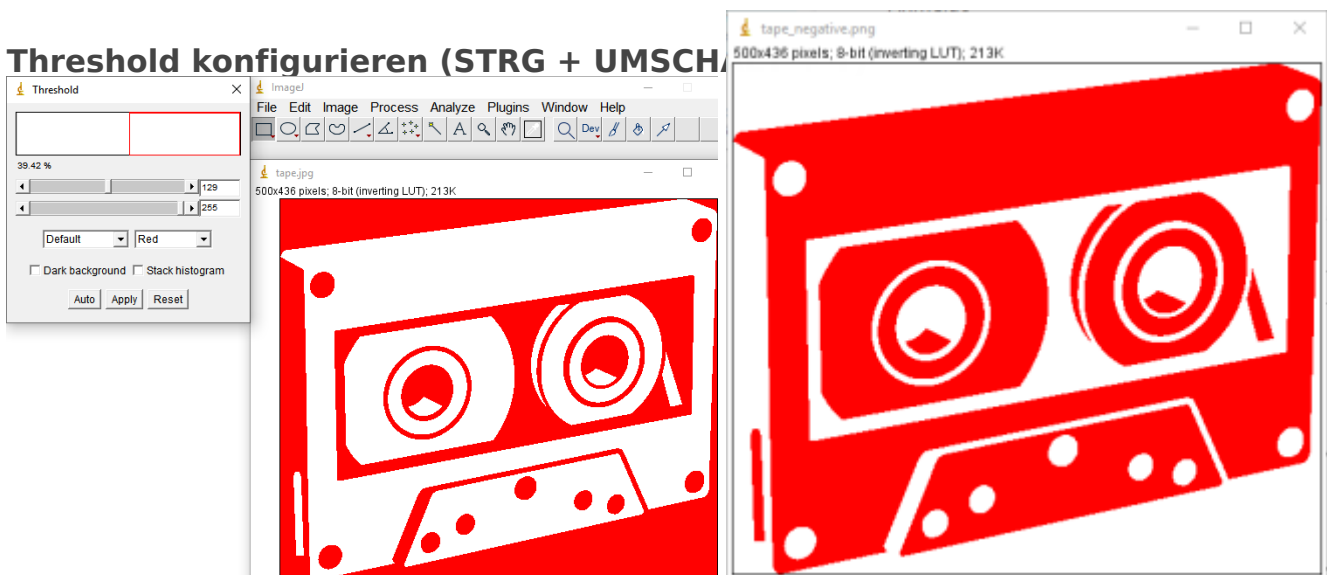 Threshold konfigurieren (STRG + UMSCHA
Threshold
39.42 %
129
255
Default
Red
Dark background
Stack histogram
Auto
Apply
Reset
ImageJ
File Edit Image Process Analyze Plugins Window Help
A
Dev
tape.jpg
500x436 pixels; 8-bit (inverting LUT); 213K
tape_negative.png
500x436 pixels; 8-bit (inverting LUT); 213K